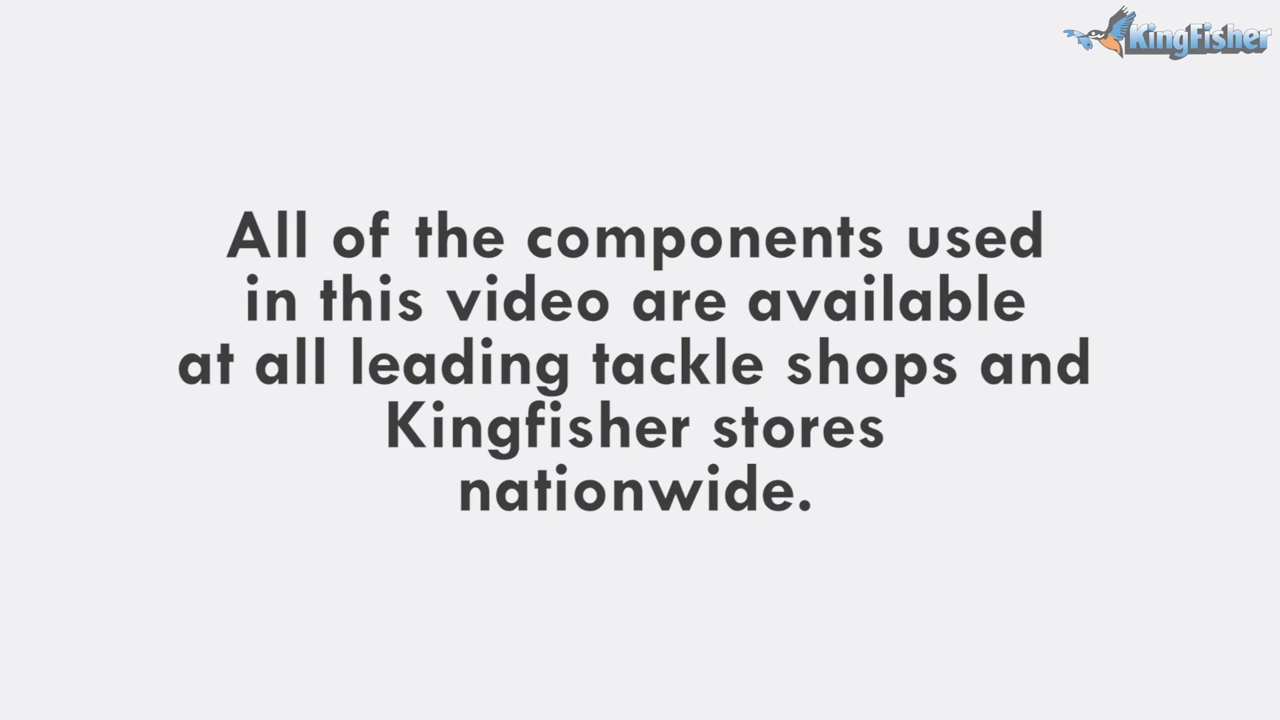 KingFisher
All of the components used
in this video are available
at all leading tackle shops and
Kingfisher stores
nationwide.